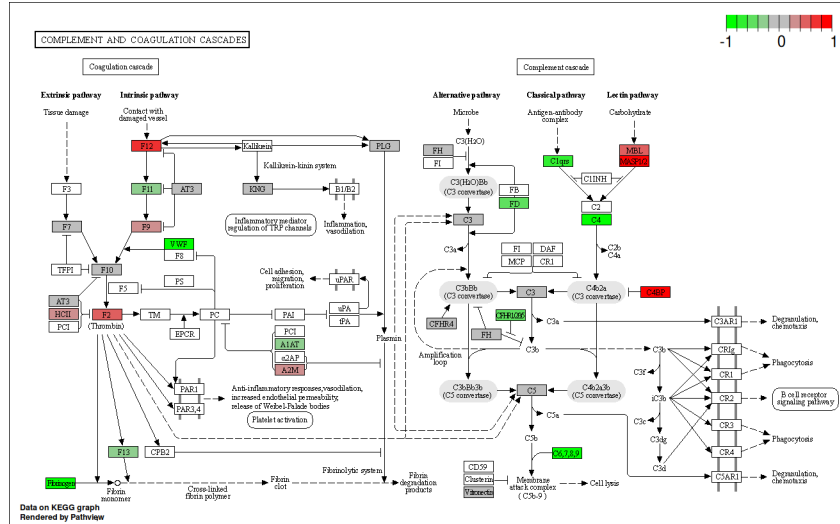 COMPLEMENT AND COAGULATION CASCADES
-1 0 1
Coagulation cascade
Complement cascade
Extrinsic pathway
Intrinsic pathway
Alternative pathway
Classical pathway
Lectin pathway
Tissue damage
Contact with
damaged vessel
Microbe
Antigen-antibody
complex
Carbohydrate
F12
Kallikrein
PLG
C3(H2O)
FH
FI
C1qrs
MBL
MASP1/2
Kallikrein-kinin system
C1INH
F3
F11
AT3
KNG
B1/B2
C3(H2O)Bb
(C3 convertase)
FB
FD
C2
C4
F7
F9
Inflammatory mediator
regulation of TRP channels
Inflammation,
vasodilation
C3
VWF
F8
C3a
FI
DAF
MCP
CR1
C2b
C4a
TFPI
F10
Cell adhesion,
migration,
proliferation
uPAR
F5
PS
C3bBb
(C3 convertase)
C3
C4b2a
(C3 convertase)
C4BP
AT3
HCII
PCI
F2
(Thrombin)
TM
PC
PAI
uPA
tPA
CFHR4
C3a
C3AR1
Degranulation,
chemotaxis
EPCR
PCI
A1AT
α2AP
A2M
Plasmin
FH
Amplification
loop
C3b
C3b
CRIg
Phagocytosis
C3f
CR1
PAR1
PAR3,4
Anti-inflammatory responses,vasodilation,
increased endothelial permeability,
release of Weibel-Palade bodies
Platelet activation
C3bBb3b
(C5 convertase)
C5
C4b2a3b
(C5 convertase)
iC3b
CR2
B cell receptor
signaling pathway
C5a
C3c
CR3
C5b
C3dg
Phagocytosis
F13
CPB2
C6,7,8,9
CR4
Fibrinolytic system
CD59
Clusterin
Vitronectin
C3d
C5AR1
Degranulation,
chemotaxis
Fibrinogen
Fibrin
monomer
Cross-linked
fibrin polymer
Fibrin
clot
Fibrin
degradation
products
Membrane
attack complex
(C5b-9)
Cell lysis
Data on KEGG graph
Rendered by Pathview